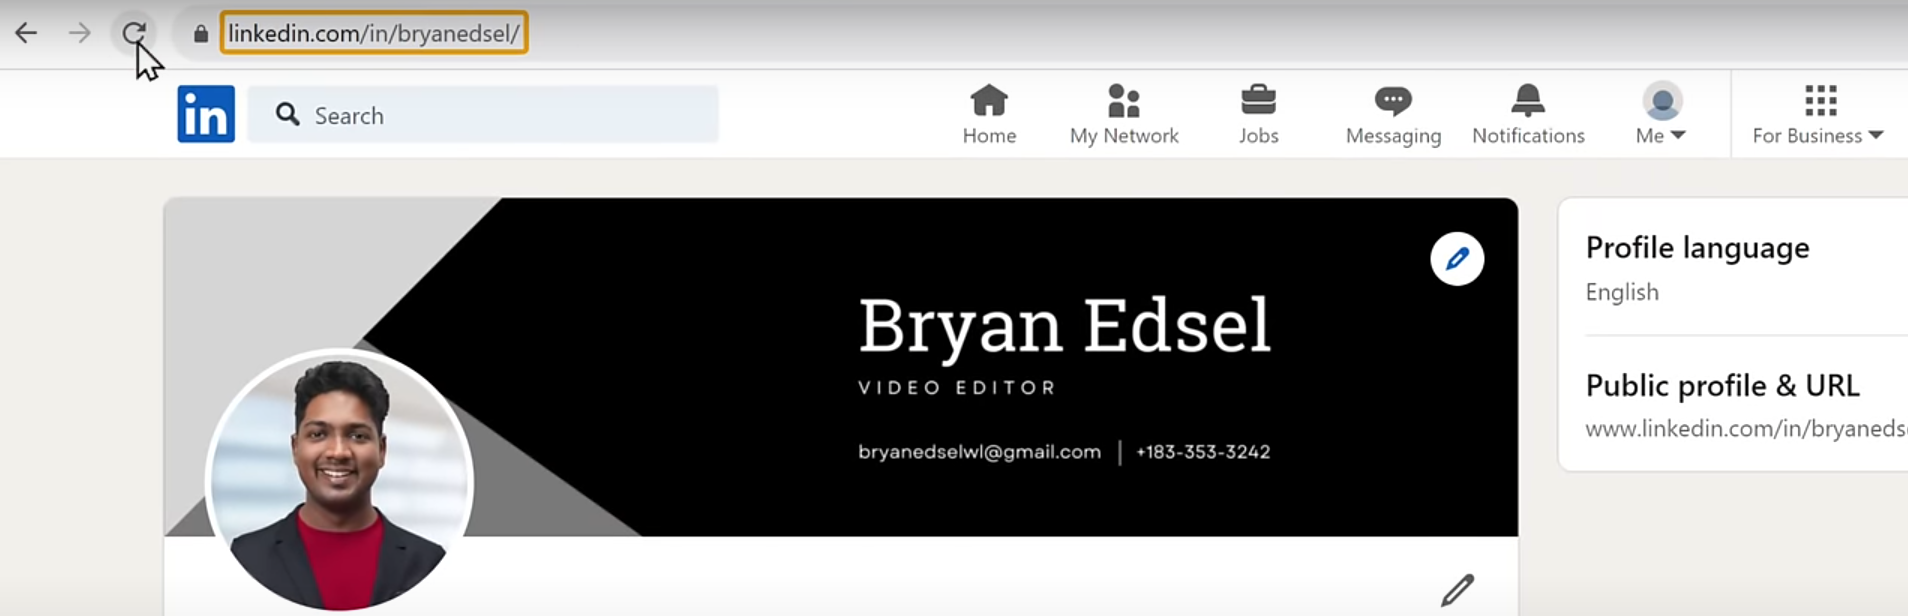 linkedin.com/in/bryanedsel/
in
Search
Home
My Network
Jobs
Messaging
Notifications
Me
For Business
Bryan Edsel
VIDEO EDITOR
bryanedselwl@gmail.com | +183-353-3242
Profile language
English
Public profile & URL
www.linkedin.com/in/bryaneds